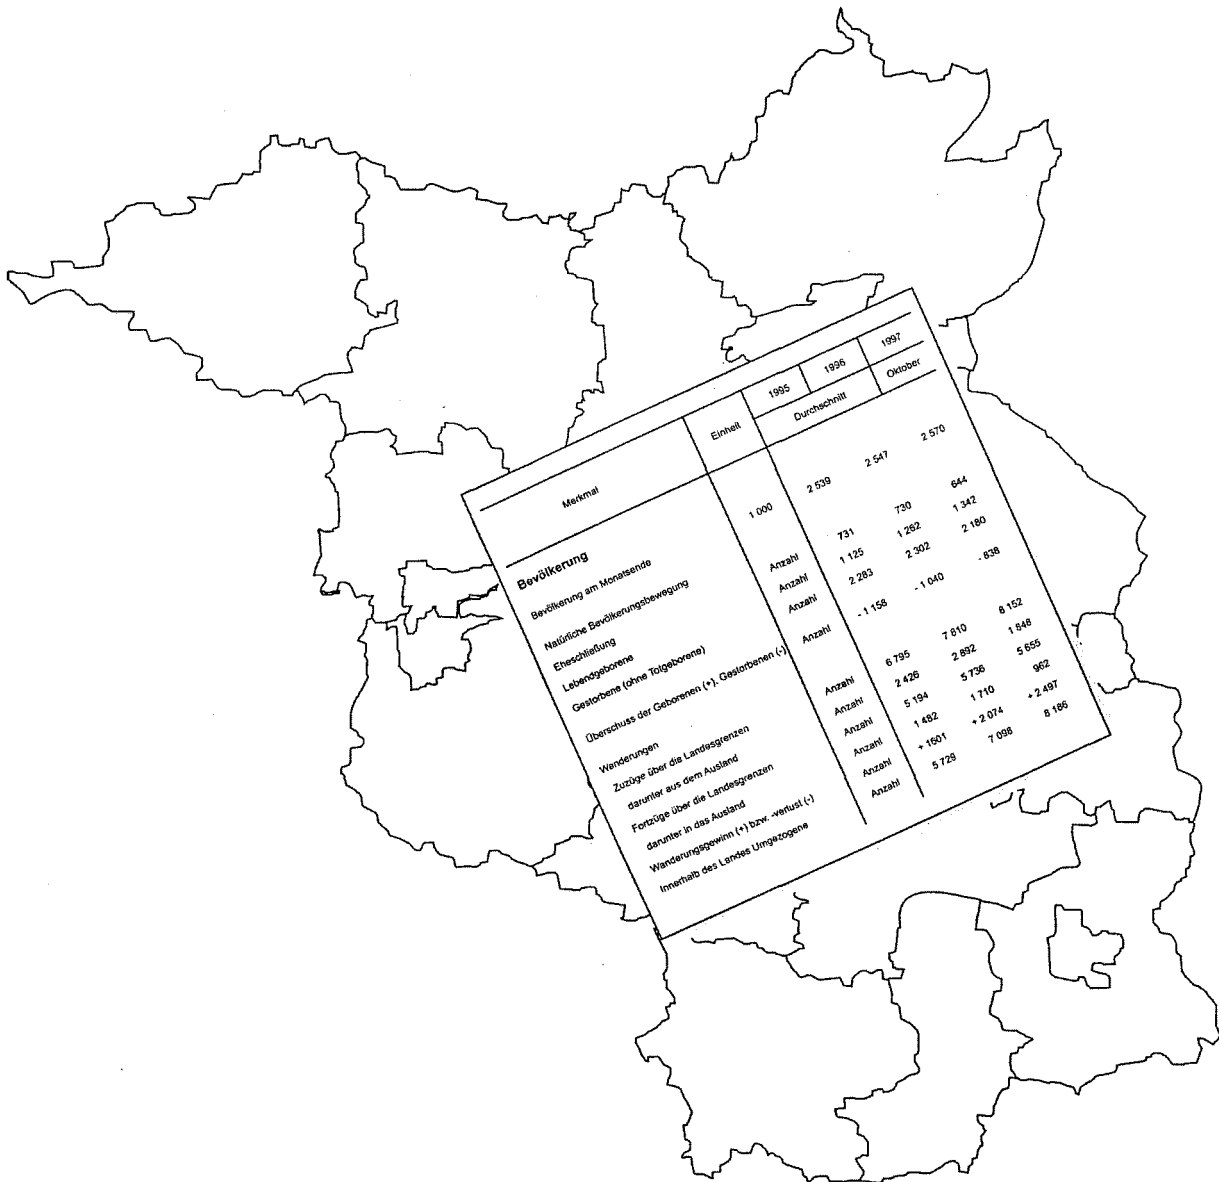 Merkmal Einheit 1995 1996 1997
Durchschnitt Oktober
Bevölkerung
Bevölkerung am Monatsende 1 000 2 539 2 547 2 570
Natürliche Bevölkerungsbewegung
Eheschließung Anzahl 731 730 644
Lebendgeborene Anzahl 1 125 1 262 1 342
Gestorbene (ohne Totgeborene) Anzahl 2 283 2 302 2 180
Überschuss der Geborenen (+), Gestorbenen (-) Anzahl - 1 158 - 1 040 - 838
Wanderungen
Zuzüge über die Landesgrenzen Anzahl 6 795 7 810 8 152
darunter aus dem Ausland Anzahl 2 426 2 892 1 848
Fortzüge über die Landesgrenzen Anzahl 5 194 5 736 5 655
darunter in das Ausland Anzahl 1 482 1 710 962
Wanderungsgewinn (+) bzw. -verlust (-) Anzahl + 1601 + 2 074 + 2 497
Innerhalb des Landes Umgezogene Anzahl 5 729 7 098 8 186